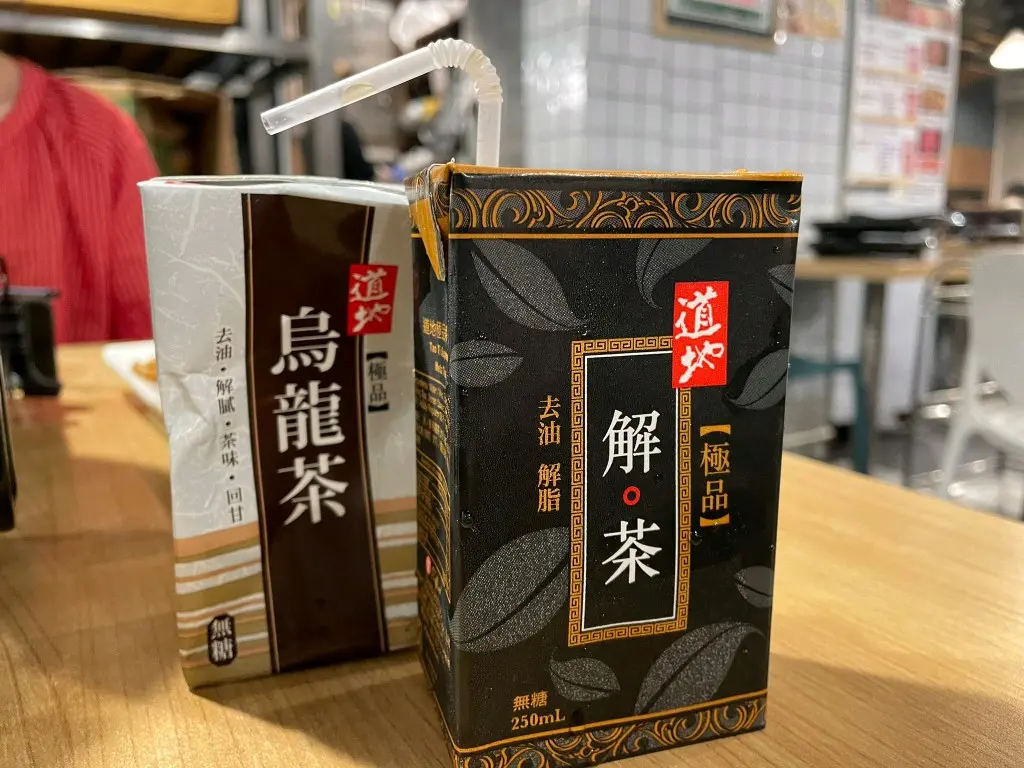 道地
【極品】
烏龍茶
去油・解膩・茶味・回甘
無糖
道地
【極品】
解。茶
去油 解脂
無糖
250mL